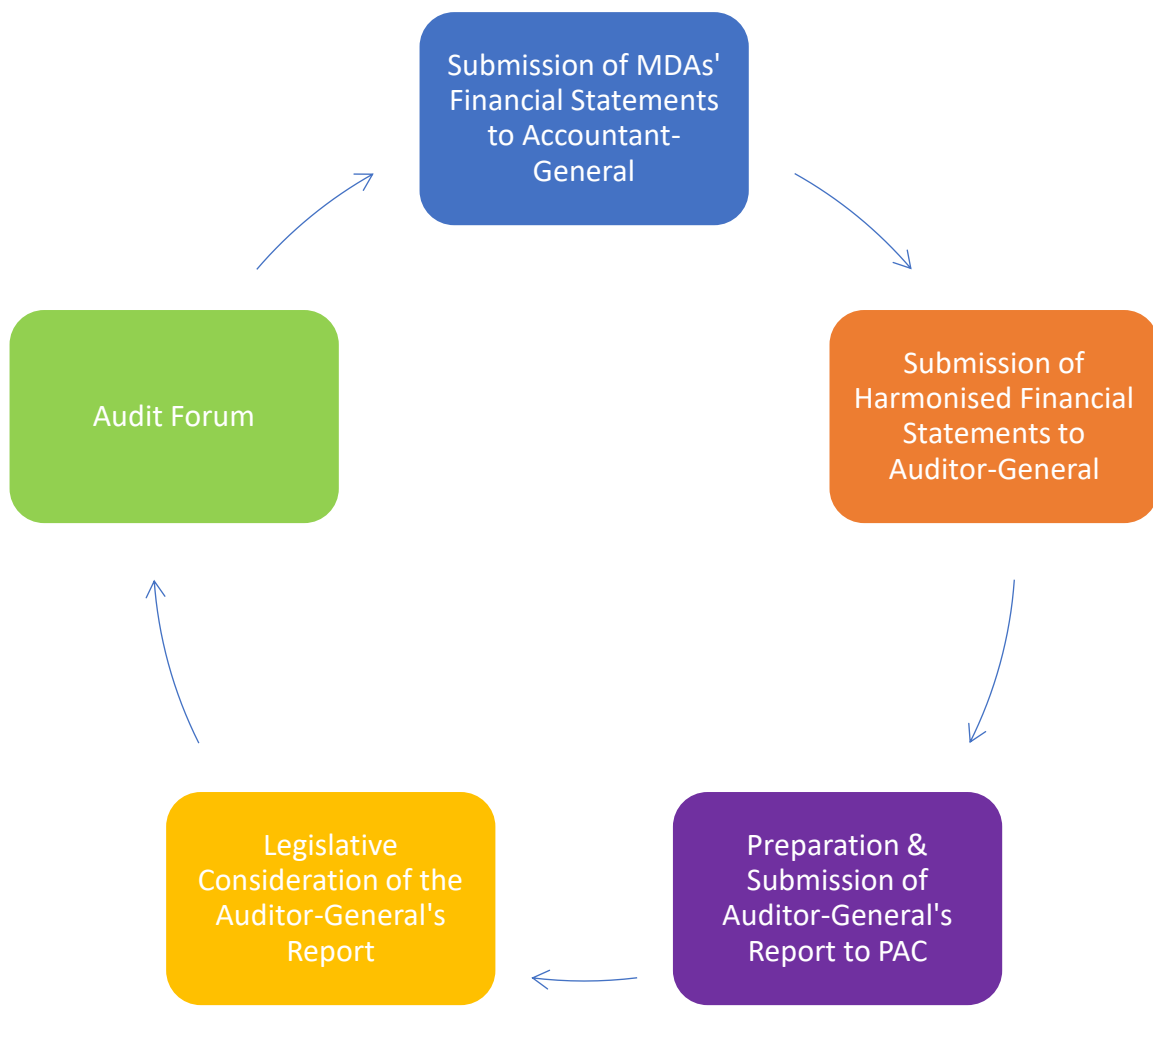 Submission of MDAs'
Financial Statements
to Accountant-
General
Submission of
Harmonised Financial
Statements to
Auditor-General
Preparation &
Submission of
Auditor-General's
Report to PAC
Legislative
Consideration of the
Auditor-General's
Report
Audit Forum